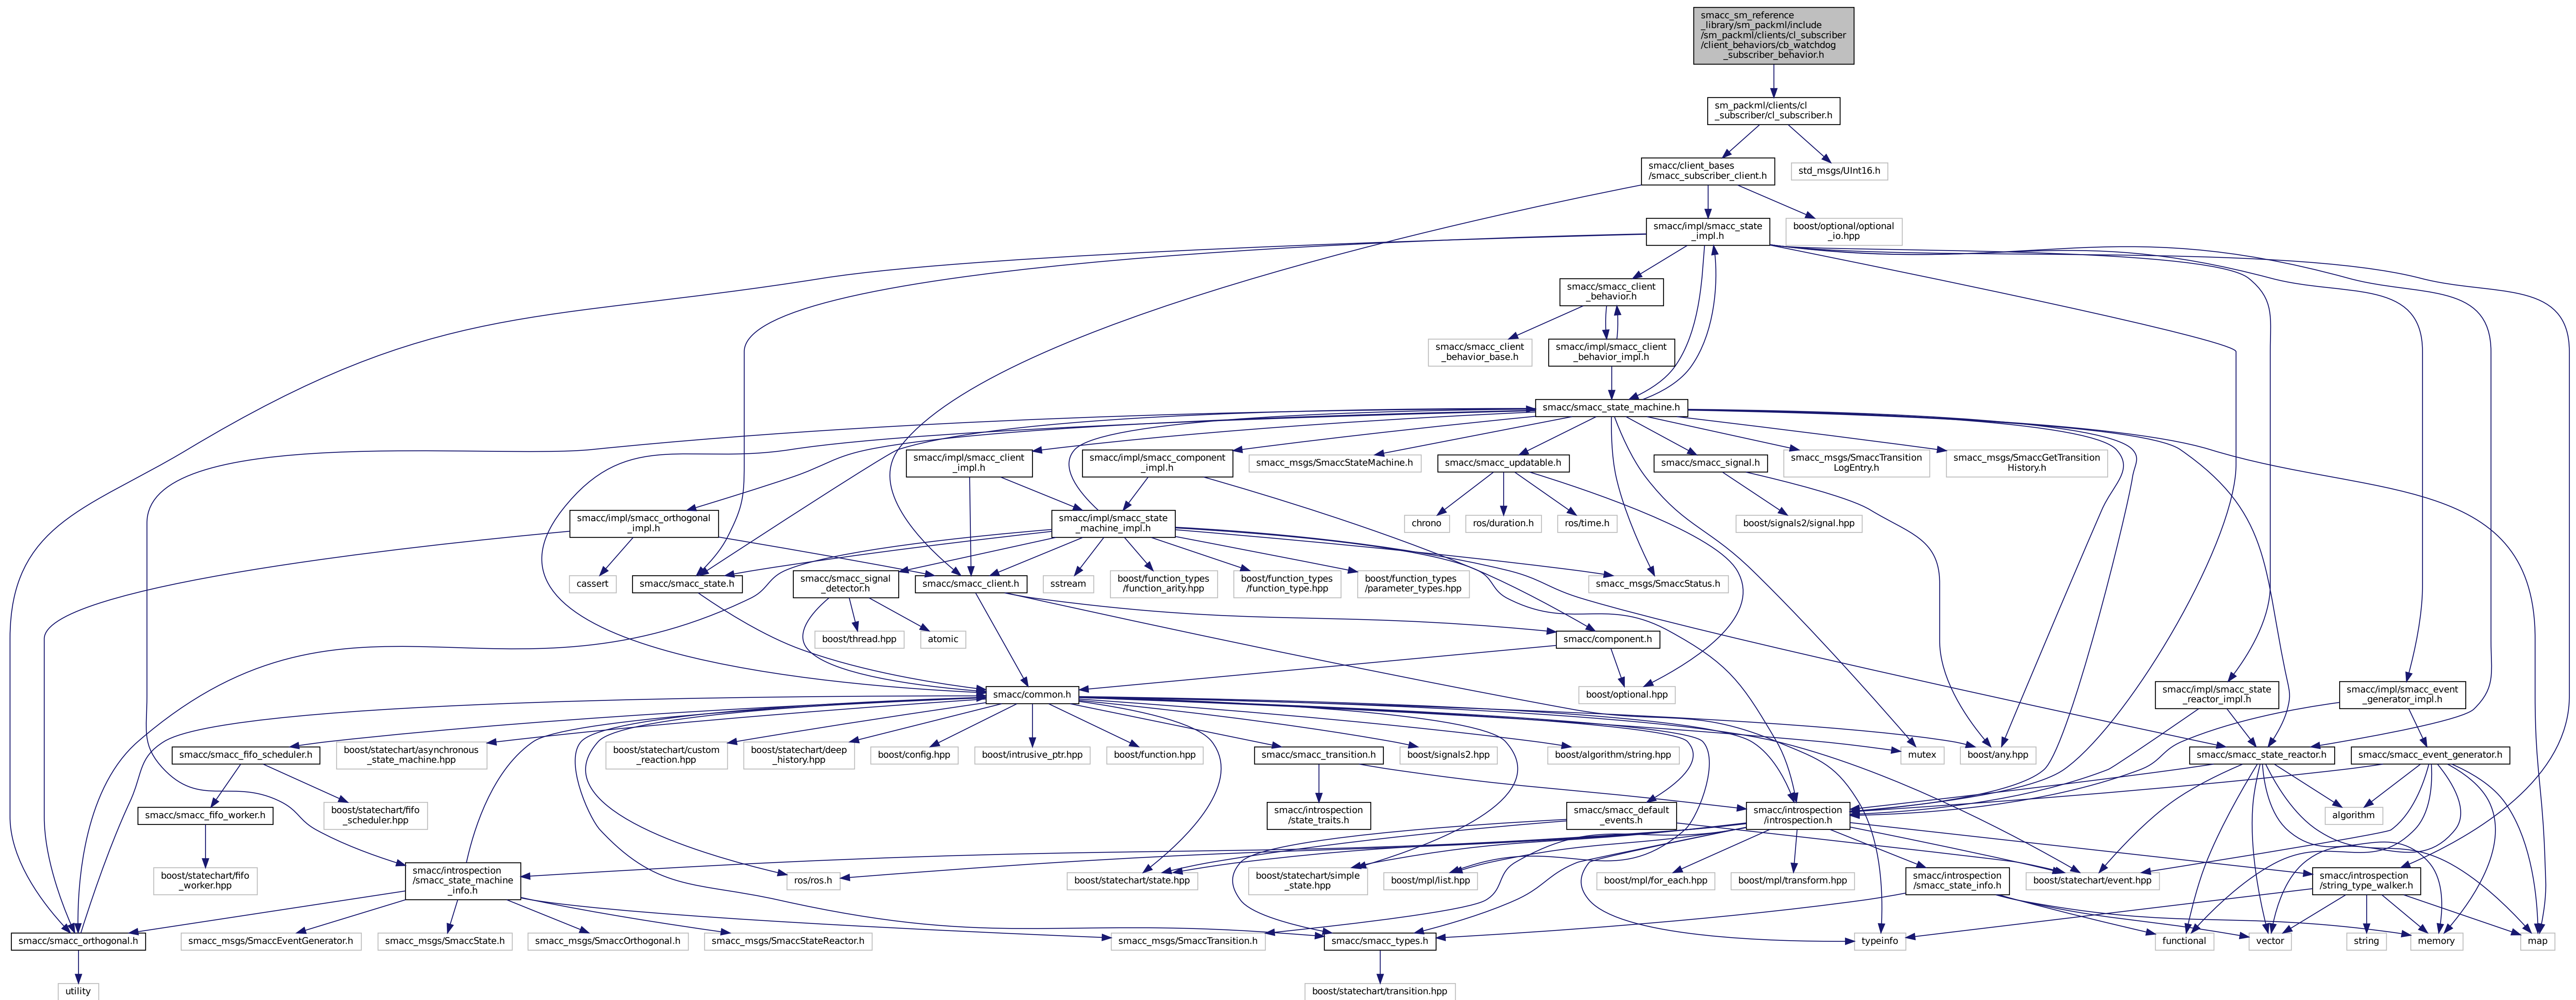 smacc_sm_reference
_library/sm_packml/include
/sm_packml/clients/cl_subscriber
/client_behaviors/cb_watchdog
_subscriber_behavior.h
sm_packml/clients/cl
_subscriber/cl_subscriber.h
smacc/client_bases
/smacc_subscriber_client.h
std_msgs/UInt16.h
smacc/impl/smacc_state
_impl.h
boost/optional/optional
_io.hpp
smacc/smacc_client
_behavior.h
smacc/smacc_client
_behavior_base.h
smacc/impl/smacc_client
_behavior_impl.h
smacc/smacc_state_machine.h
smacc/impl/smacc_client
_impl.h
smacc/impl/smacc_component
_impl.h
smacc_msgs/SmaccStateMachine.h
smacc/smacc_updatable.h
smacc/smacc_signal.h
smacc_msgs/SmaccTransition
LogEntry.h
smacc_msgs/SmaccGetTransition
History.h
smacc/impl/smacc_orthogonal
_impl.h
smacc/impl/smacc_state
_machine_impl.h
chrono
ros/duration.h
ros/time.h
boost/signals2/signal.hpp
cassert
smacc/smacc_state.h
smacc/smacc_signal
_detector.h
smacc/smacc_client.h
sstream
boost/function_types
/function_arity.hpp
boost/function_types
/function_type.hpp
boost/function_types
/parameter_types.hpp
smacc_msgs/SmaccStatus.h
boost/thread.hpp
atomic
smacc/component.h
smacc/common.h
boost/optional.hpp
smacc/impl/smacc_state
_reactor_impl.h
smacc/impl/smacc_event
_generator_impl.h
smacc/smacc_fifo_scheduler.h
boost/statechart/asynchronous
_state_machine.hpp
boost/statechart/custom
_reaction.hpp
boost/statechart/deep
_history.hpp
boost/config.hpp
boost/intrusive_ptr.hpp
boost/function.hpp
smacc/smacc_transition.h
boost/signals2.hpp
boost/algorithm/string.hpp
mutex
boost/any.hpp
smacc/smacc_state_reactor.h
smacc/smacc_event_generator.h
smacc/smacc_fifo_worker.h
boost/statechart/fifo
_scheduler.hpp
smacc/introspection
/state_traits.h
smacc/smacc_default
_events.h
smacc/introspection
/introspection.h
algorithm
boost/statechart/fifo
_worker.hpp
smacc/introspection
/smacc_state_machine
_info.h
ros/ros.h
boost/statechart/state.hpp
boost/statechart/simple
_state.hpp
boost/mpl/list.hpp
boost/mpl/for_each.hpp
boost/mpl/transform.hpp
smacc/introspection
/smacc_state_info.h
boost/statechart/event.hpp
smacc/introspection
/string_type_walker.h
smacc/smacc_orthogonal.h
smacc_msgs/SmaccEventGenerator.h
smacc_msgs/SmaccState.h
smacc_msgs/SmaccOrthogonal.h
smacc_msgs/SmaccStateReactor.h
smacc_msgs/SmaccTransition.h
smacc/smacc_types.h
typeinfo
functional
vector
string
memory
map
utility
boost/statechart/transition.hpp